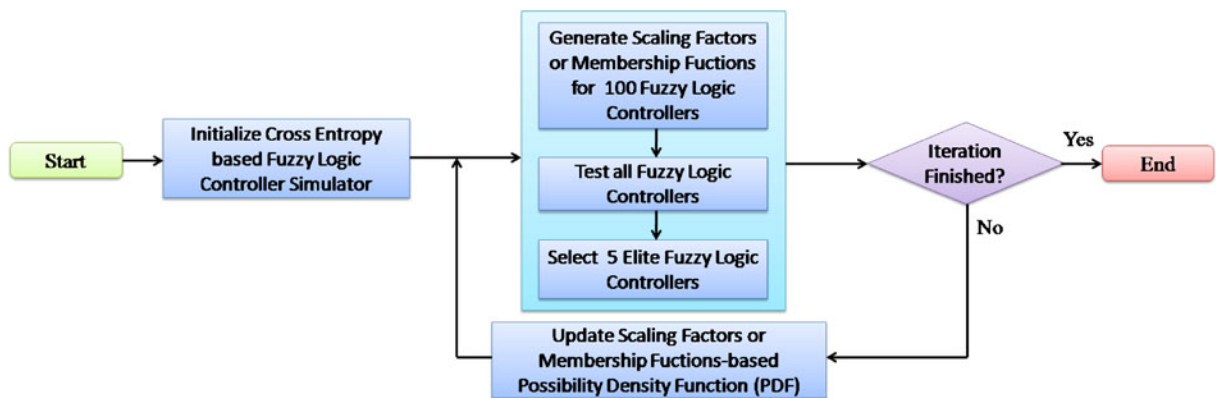 Start
Initialize Cross Entropy
based Fuzzy Logic
Controller Simulator
Generate Scaling Factors
or Membership Fuctions
for 100 Fuzzy Logic
Controllers
Test all Fuzzy Logic
Controllers
Select 5 Elite Fuzzy Logic
Controllers
Iteration
Finished?
Yes
End
No
Update Scaling Factors or
Membership Fuctions-based
Possibility Density Function (PDF)